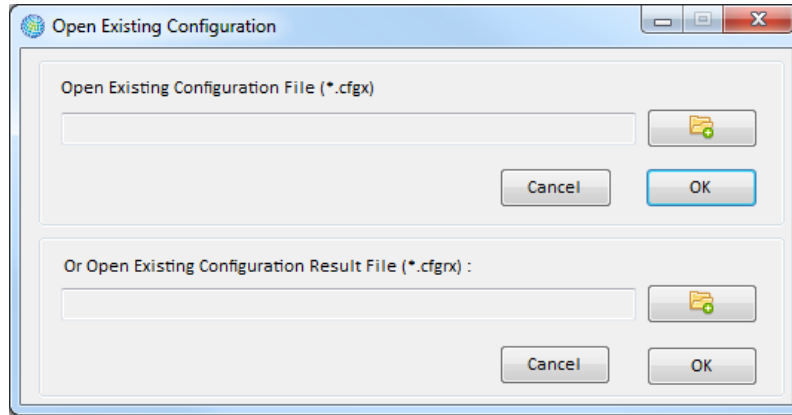 Open Existing Configuration
Open Existing Configuration File (*.cfgx)
Cancel OK
Or Open Existing Configuration Result File (*.cfgrx) :
Cancel OK